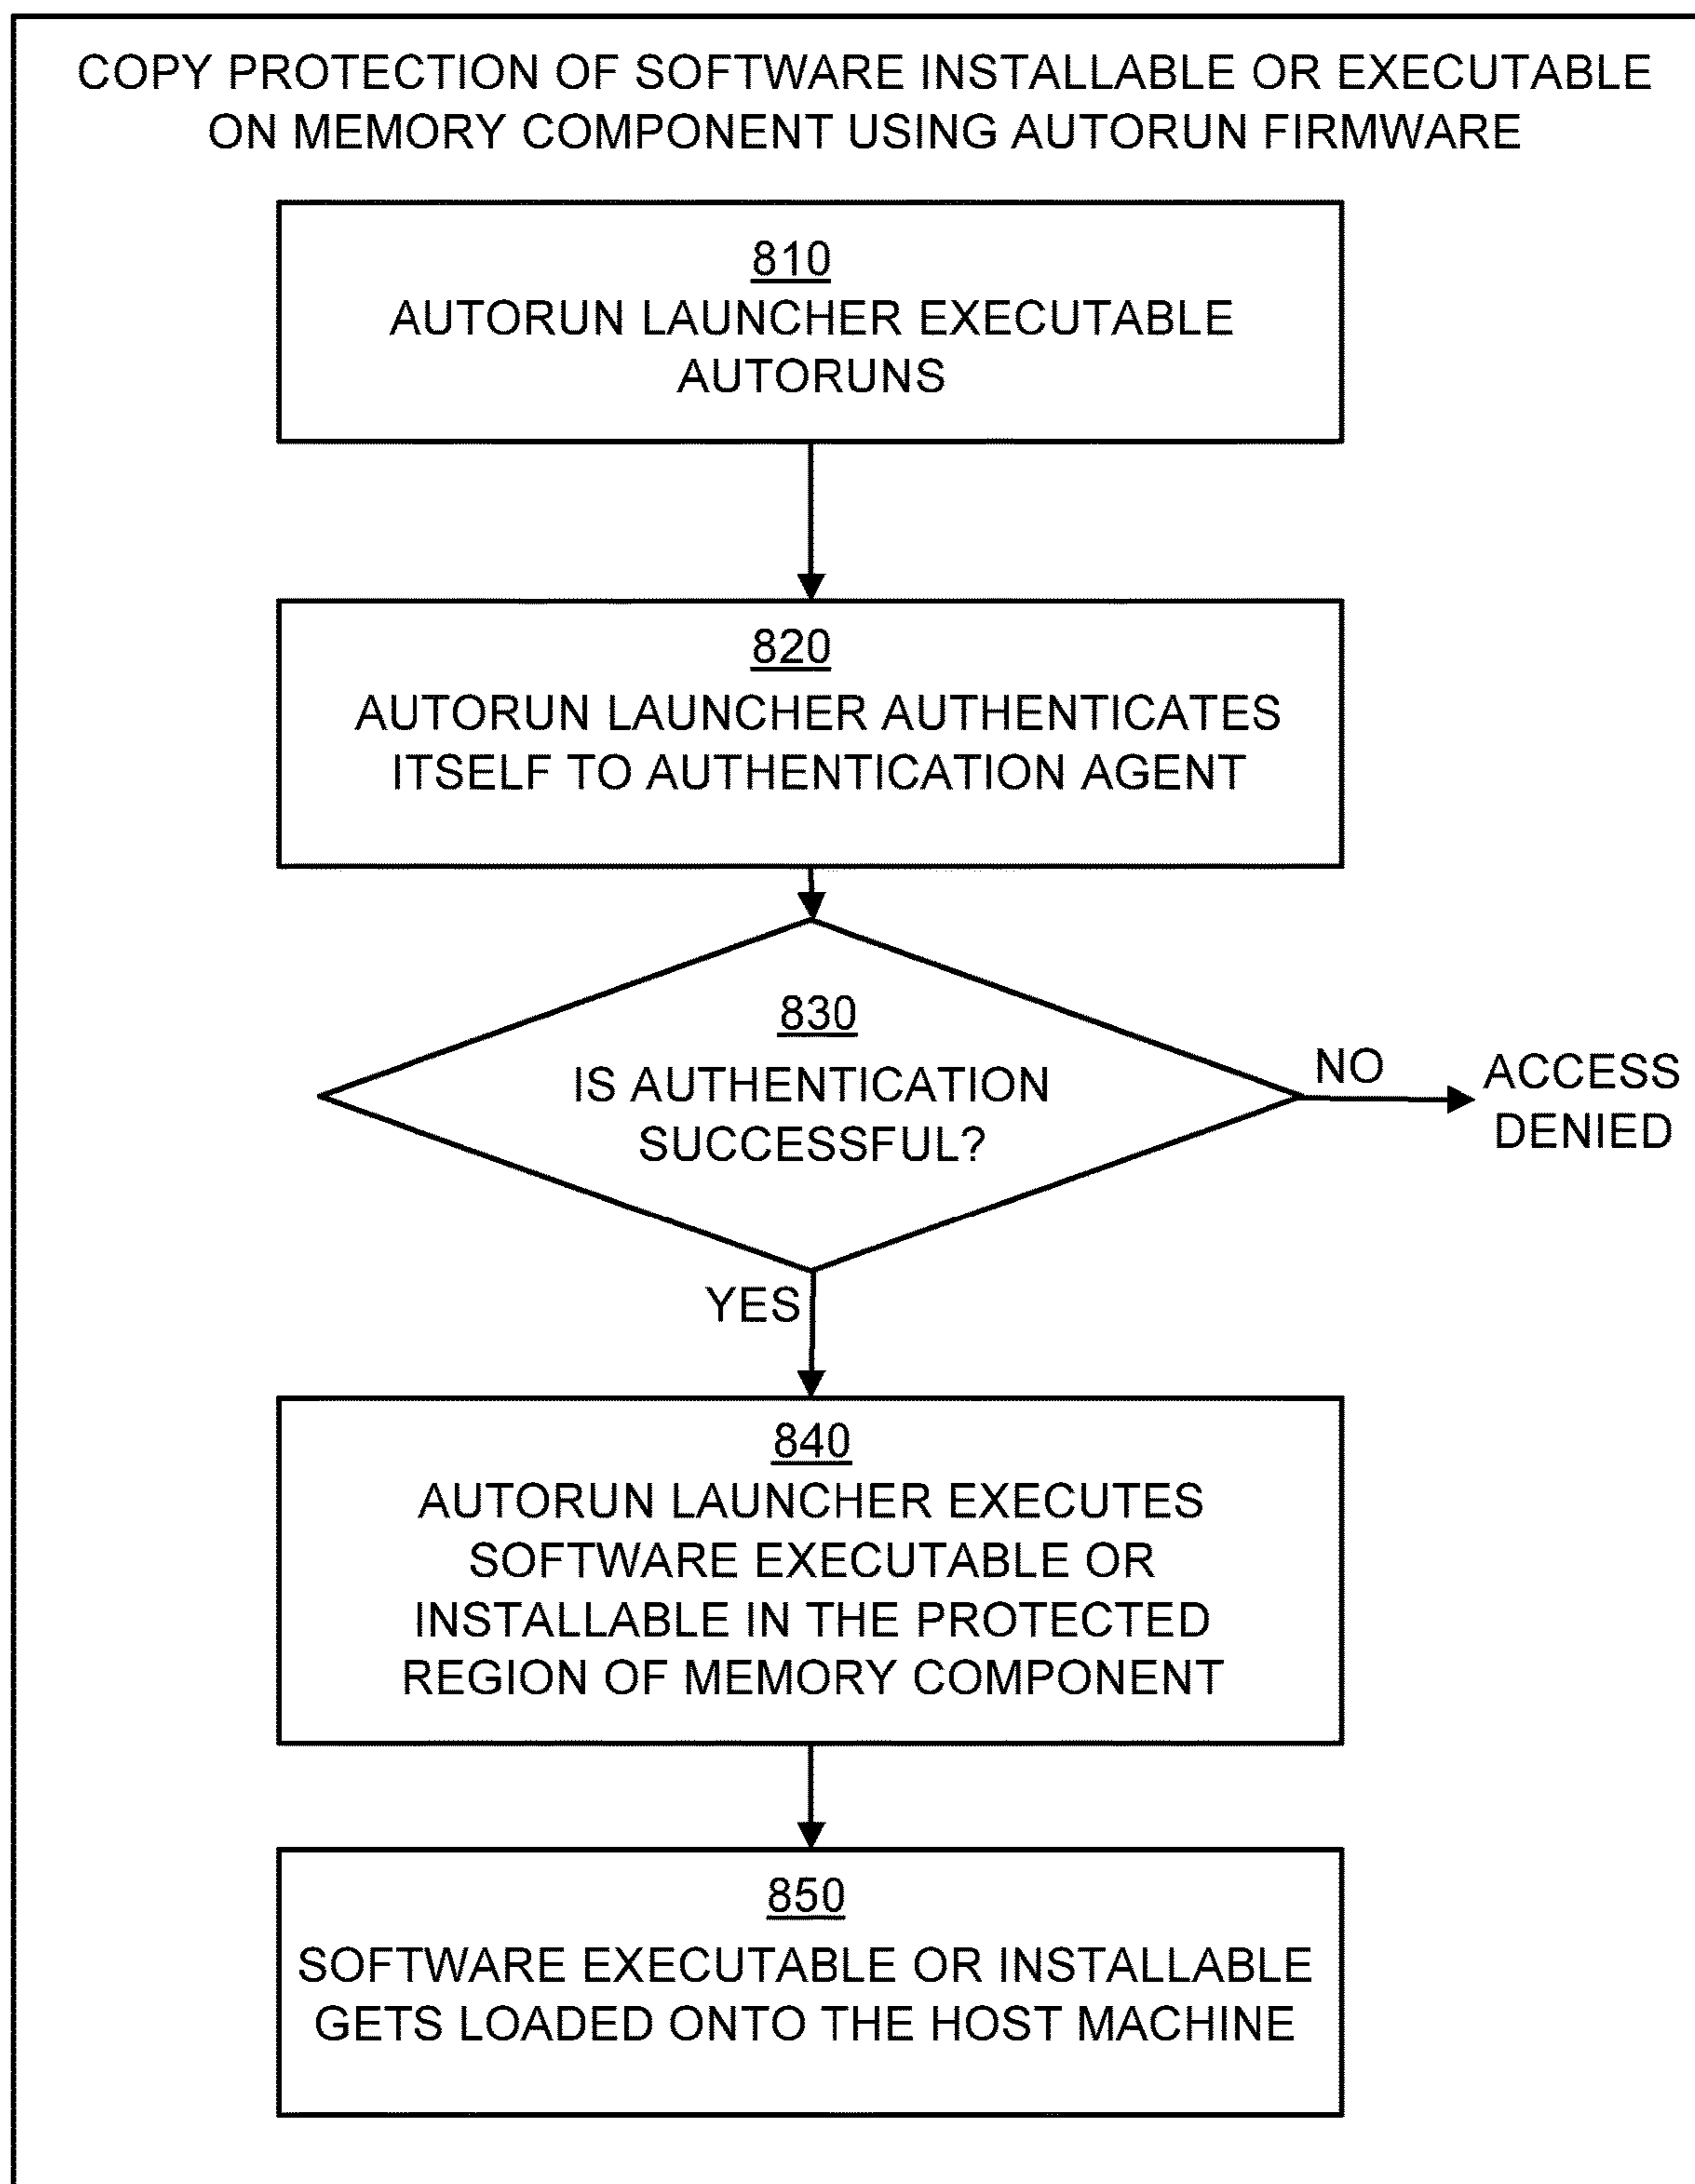 COPY PROTECTION OF SOFTWARE INSTALLABLE OR EXECUTABLE
ON MEMORY COMPONENT USING AUTORUN FIRMWARE
810
AUTORUN LAUNCHER EXECUTABLE
AUTORUNS
820
AUTORUN LAUNCHER AUTHENTICATES
ITSELF TO AUTHENTICATION AGENT
830
IS AUTHENTICATION
SUCCESSFUL?
NO
ACCESS
DENIED
YES
840
AUTORUN LAUNCHER EXECUTES
SOFTWARE EXECUTABLE OR
INSTALLABLE IN THE PROTECTED
REGION OF MEMORY COMPONENT
850
SOFTWARE EXECUTABLE OR INSTALLABLE
GETS LOADED ONTO THE HOST MACHINE